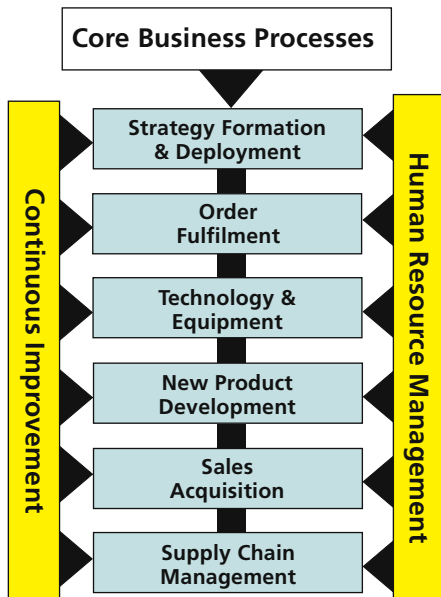 Core Business Processes
Strategy Formation
& Deployment
Order
Fulfilment
Technology &
Equipment
New Product
Development
Sales
Acquisition
Supply Chain
Management
Continuous Improvement
Human Resource Management